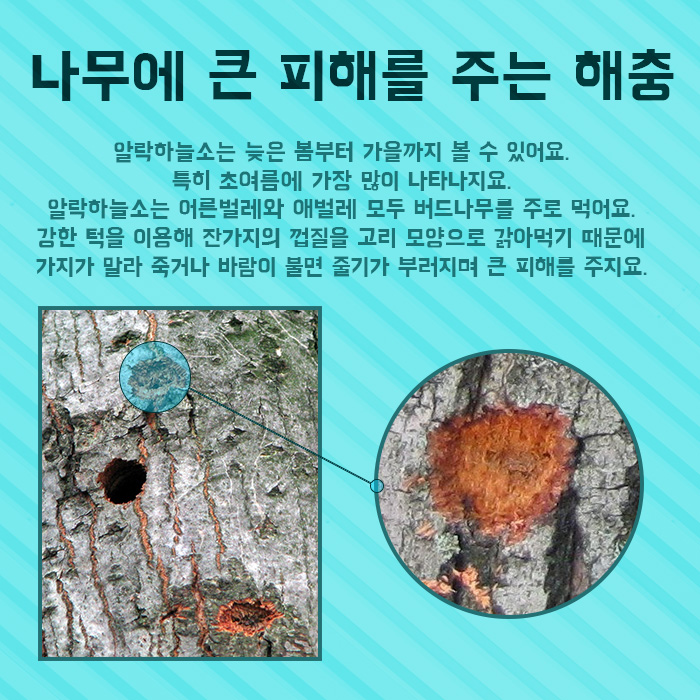 나무에 큰 피해를 주는 해충
알락하늘소는 늦은 봄부터 가을까지 볼 수 있어요.
특히 초여름에 가장 많이 나타나지요.
알락하늘소는 어른벌레와 애벌레 모두 버드나무를 주로 먹어요.
강한 턱을 이용해 잔가지의 껍질을 고리 모양으로 갉아먹기 때문에
가지가 말라 죽거나 바람이 불면 줄기가 부러지며 큰 피해를 주지요.